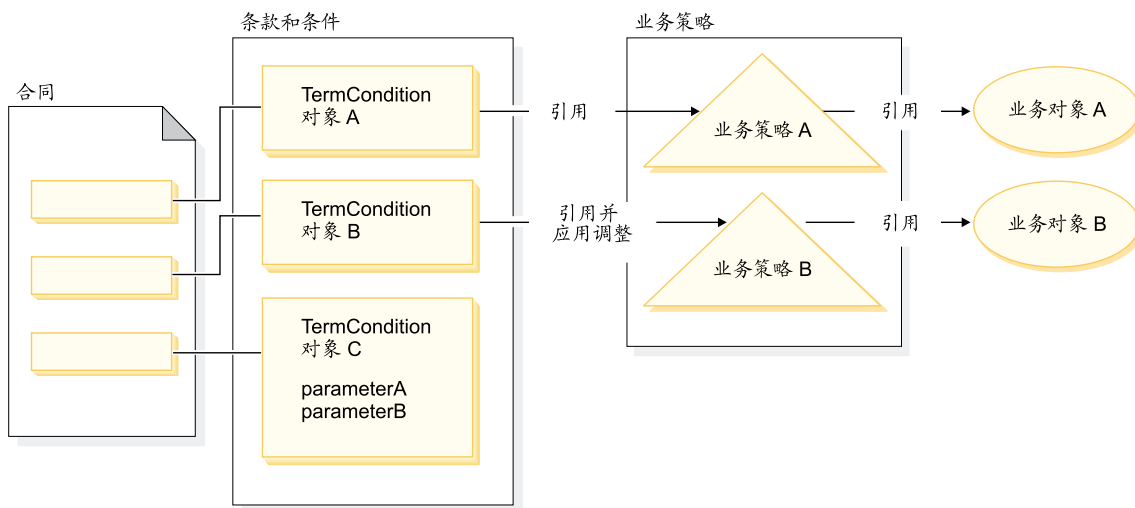 条款和条件
业务策略
合同
TermCondition
对象 A
引用
业务策略 A
引用
业务对象 A
TermCondition
对象 B
引用并
应用调整
业务策略 B
引用
业务对象 B
TermCondition
对象 C
parameterA
parameterB